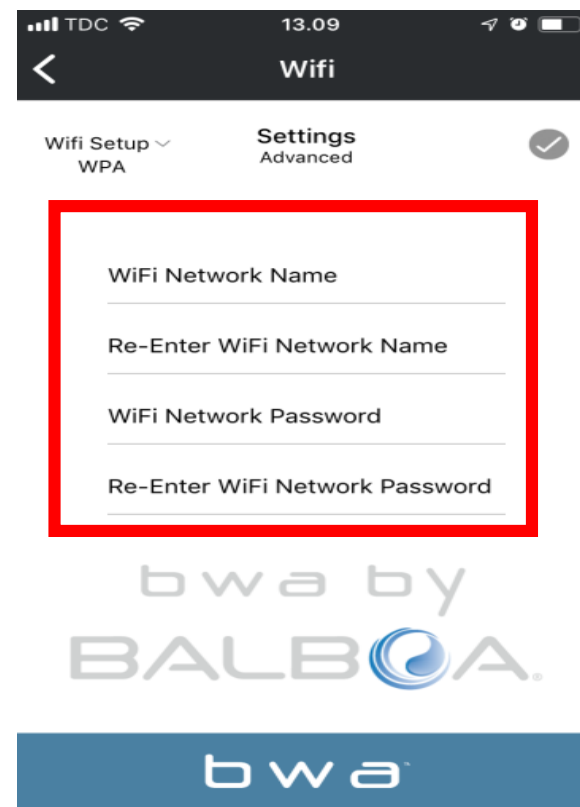 TDC 13.09
Wifi
Wifi Setup
WPA
Settings
Advanced
WiFi Network Name
Re-Enter WiFi Network Name
WiFi Network Password
Re-Enter WiFi Network Password
bwa by
BALBOA®
bwa™